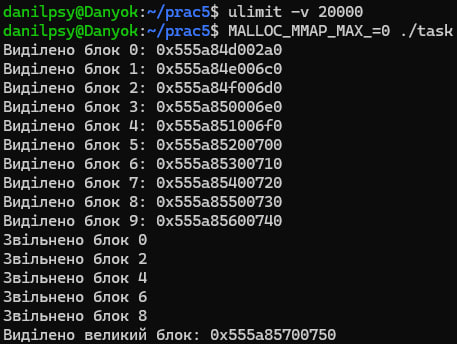 danilpsy@Danyok:~/prac5$ ulimit -v 20000
danilpsy@Danyok:~/prac5$ MALLOC_MMAP_MAX_=0 ./task
Виділено блок 0: 0x555a84d002a0
Виділено блок 1: 0x555a84e006c0
Виділено блок 2: 0x555a84f006d0
Виділено блок 3: 0x555a850006e0
Виділено блок 4: 0x555a851006f0
Виділено блок 5: 0x555a85200700
Виділено блок 6: 0x555a85300710
Виділено блок 7: 0x555a85400720
Виділено блок 8: 0x555a85500730
Виділено блок 9: 0x555a85600740
Звільнено блок 0
Звільнено блок 2
Звільнено блок 4
Звільнено блок 6
Звільнено блок 8
Виділено великий блок: 0x555a85700750